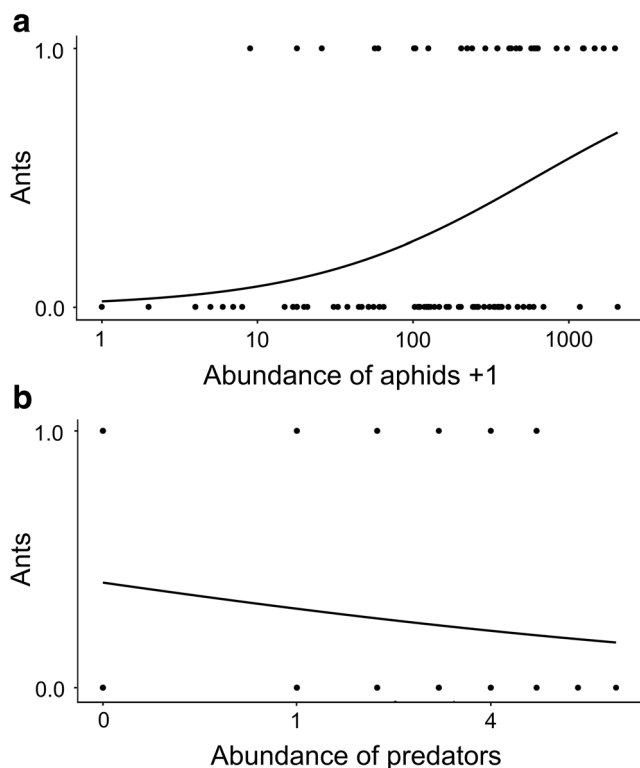 a
1.0
Ants
0.0
1 10 100 1000
Abundance of aphids +1
b
1.0
Ants
0.0
0 1 4
Abundance of predators